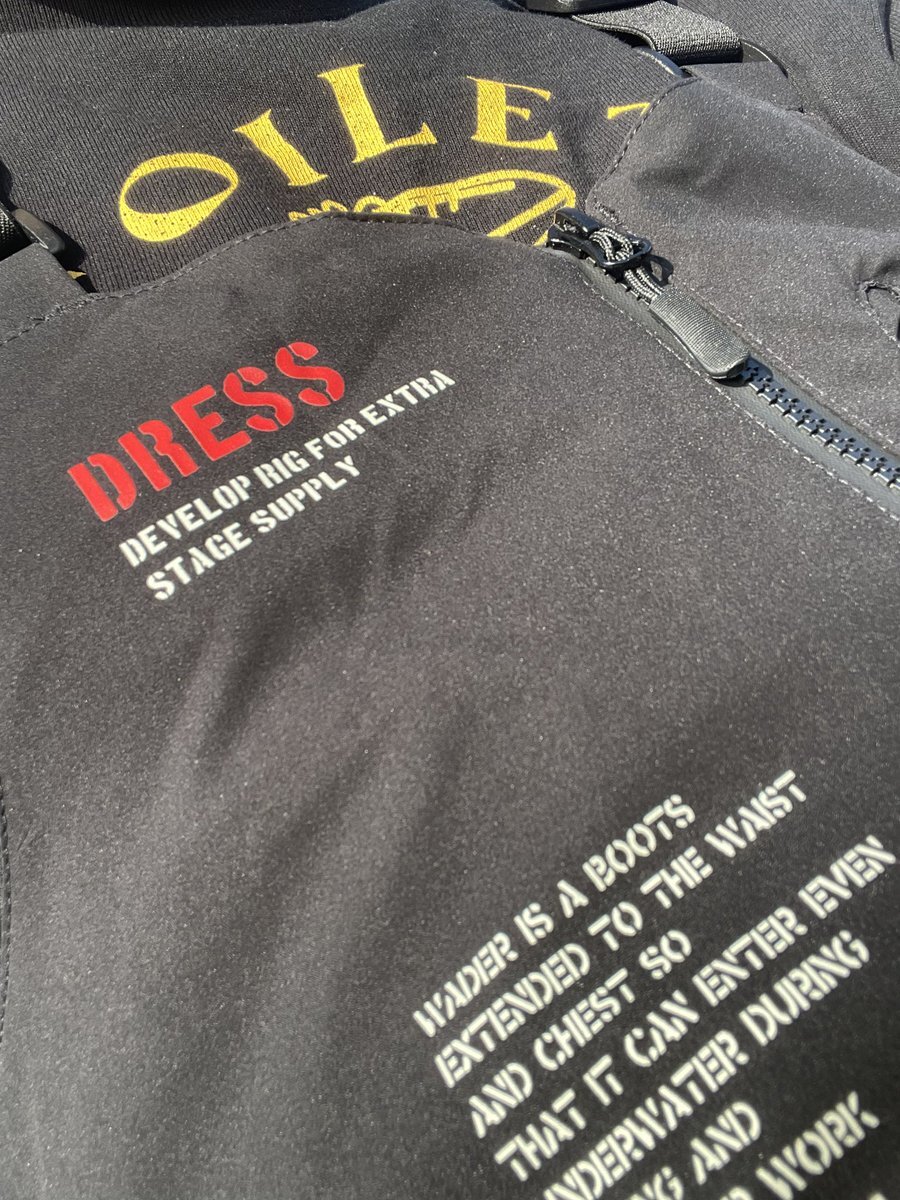 OILE
DRESS
DEVELOP RIG FOR EXTRA
STAGE SUPPLY
WADER IS A BOOTS
EXTENDED TO THE WAIST
AND CHEST SO
THAT IT CAN ENTER EVEN
UNDERWATER DURING
AND
WORK